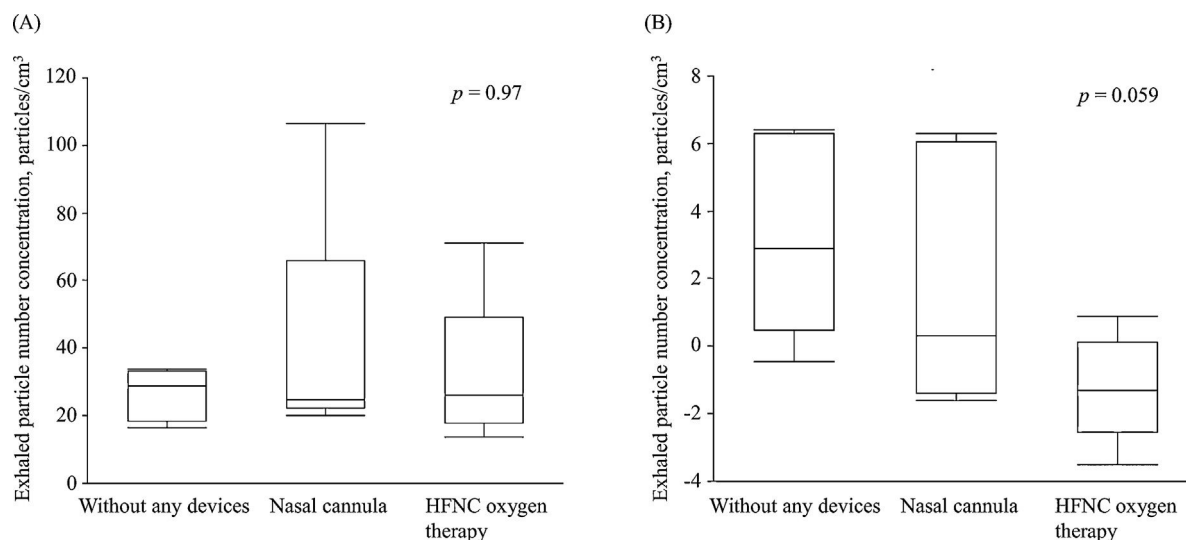 (A)
Exhaled particle number concentration, particles/cm³
120
100
80
60
40
20
0
p = 0.97
Without any devices
Nasal cannula
HFNC oxygen
therapy
(B)
Exhaled particle number concentration, particles/cm³
8
6
4
2
0
-2
-4
p = 0.059
Without any devices
Nasal cannula
HFNC oxygen
therapy